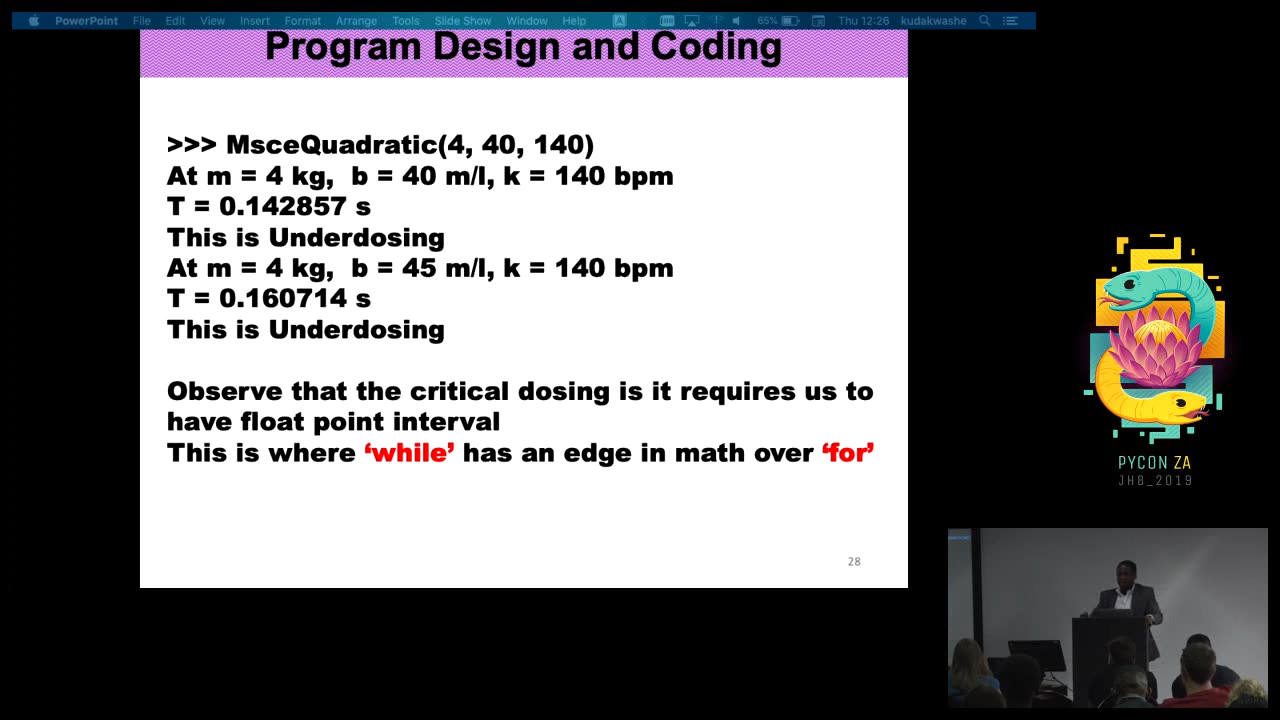 PowerPoint File Edit View Insert Format Arrange Tools Slide Show Window Help A 65% Thu 12:26 kudakwashe
Program Design and Coding
>>> MsceQuadratic(4, 40, 140)
At m = 4 kg, b = 40 m/l, k = 140 bpm
T = 0.142857 s
This is Underdosing
At m = 4 kg, b = 45 m/l, k = 140 bpm
T = 0.160714 s
This is Underdosing
Observe that the critical dosing is it requires us to
have float point interval
This is where ‘while’ has an edge in math over ‘for’
28
PYCON ZA
JHB_2019